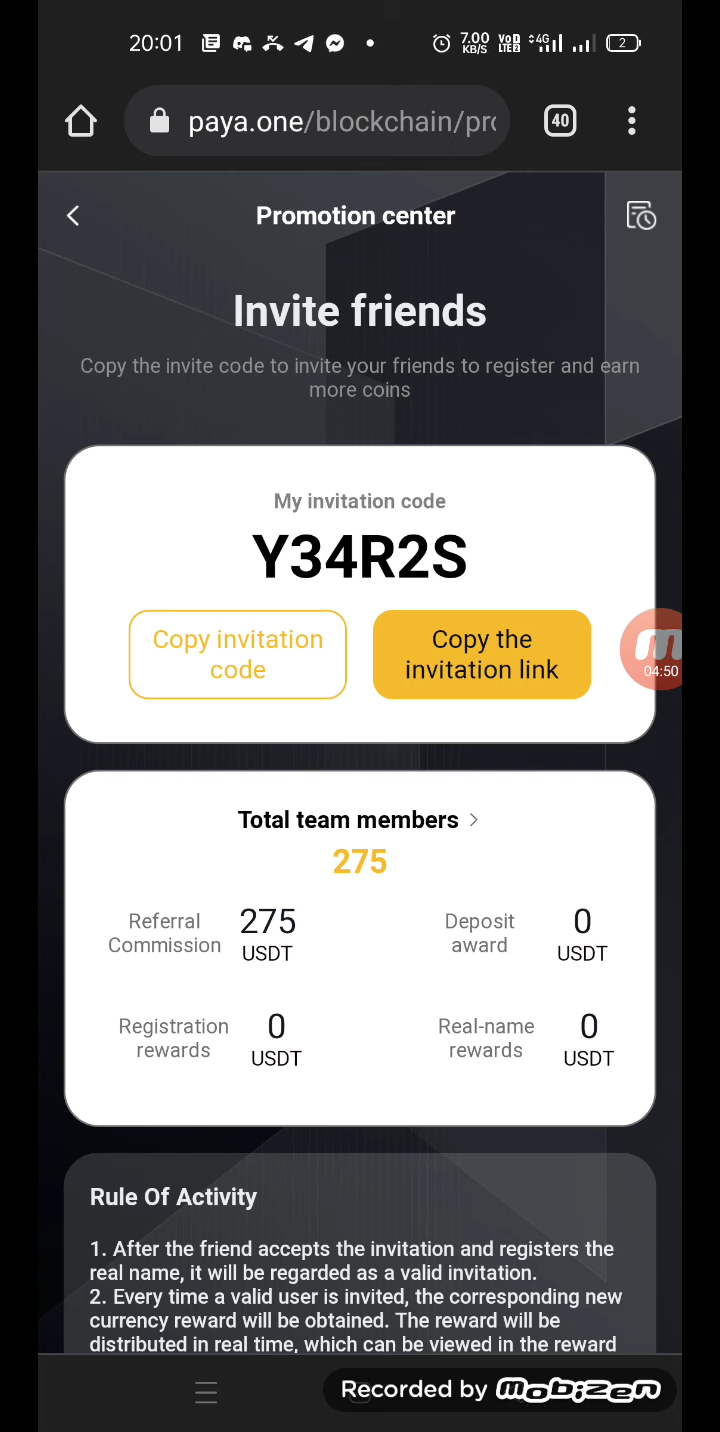 20:01 7.00 KB/S VoD LTE2 4G 2
paya.one/blockchain/pro 40
Promotion center
Invite friends
Copy the invite code to invite your friends to register and earn
more coins
My invitation code
Y34R2S
Copy invitation
code
Copy the
invitation link
04:50
Total team members >
275
Referral
Commission
275
USDT
Deposit
award
0
USDT
Registration
rewards
0
USDT
Real-name
rewards
0
USDT
Rule Of Activity
1. After the friend accepts the invitation and registers the
real name, it will be regarded as a valid invitation.
2. Every time a valid user is invited, the corresponding new
currency reward will be obtained. The reward will be
distributed in real time, which can be viewed in the reward
Recorded by mobizen